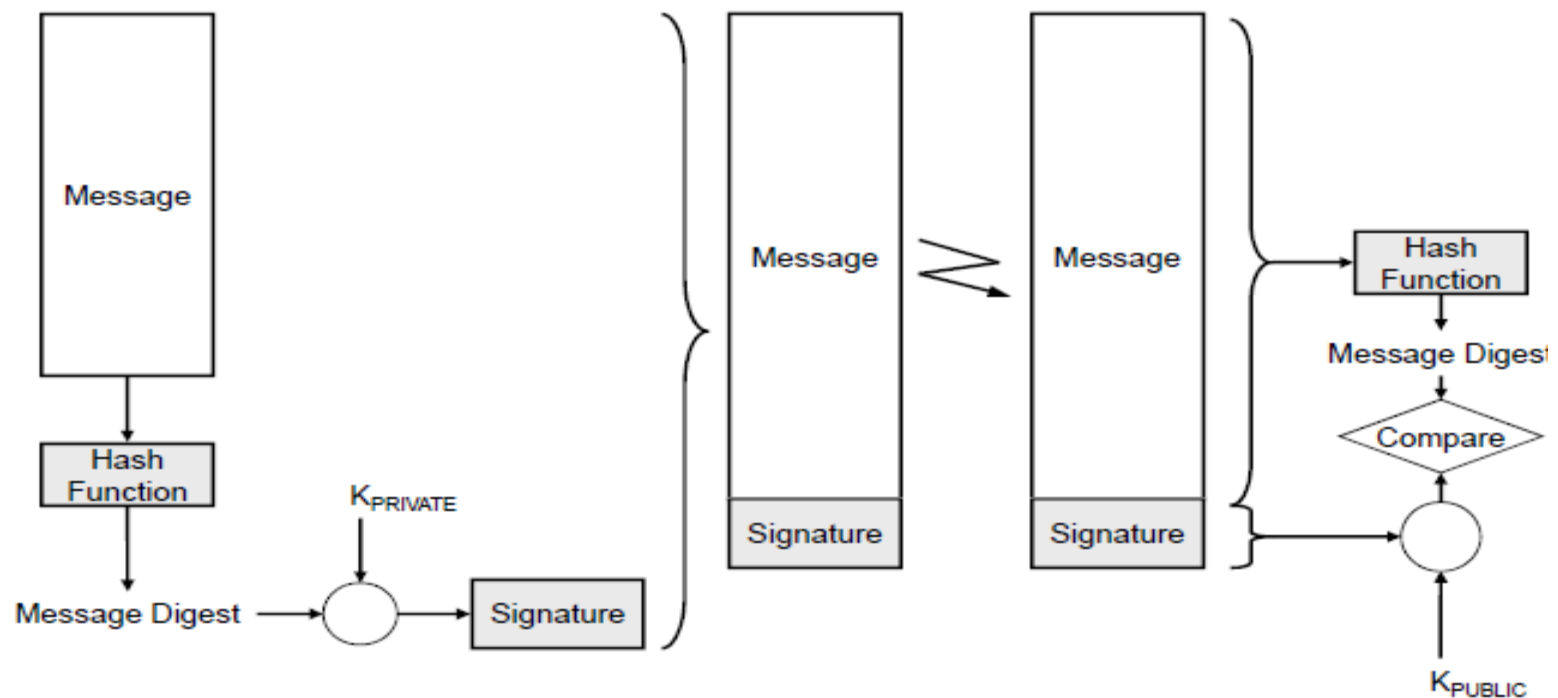 Message
Hash
Function
Message Digest
KPRIVATE
Signature
Message
Signature
Message
Signature
Hash
Function
Message Digest
Compare
KPUBLIC